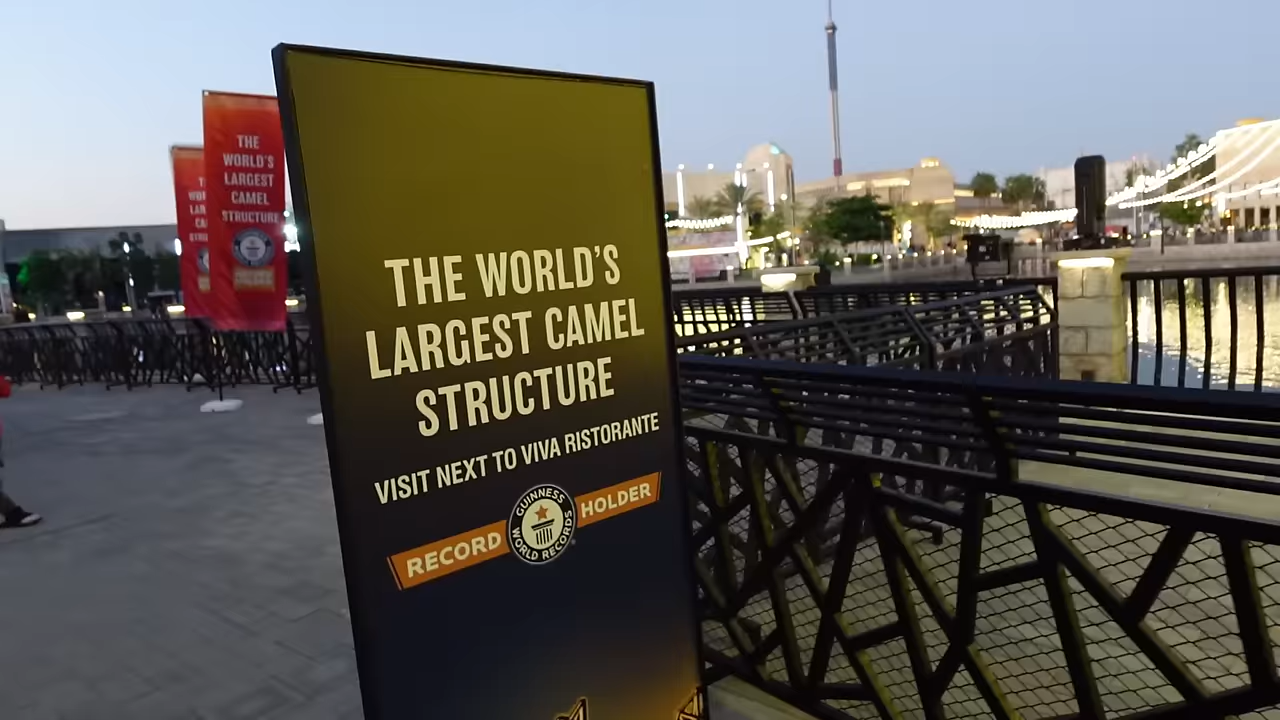 THE WORLD'S
LARGEST CAMEL
STRUCTURE
VISIT NEXT TO VIVA RISTORANTE
RECORD
GUINNESS
WORLD RECORDS
HOLDER
THE
WORLD'S
LARGEST
CAMEL
STRUCTURE